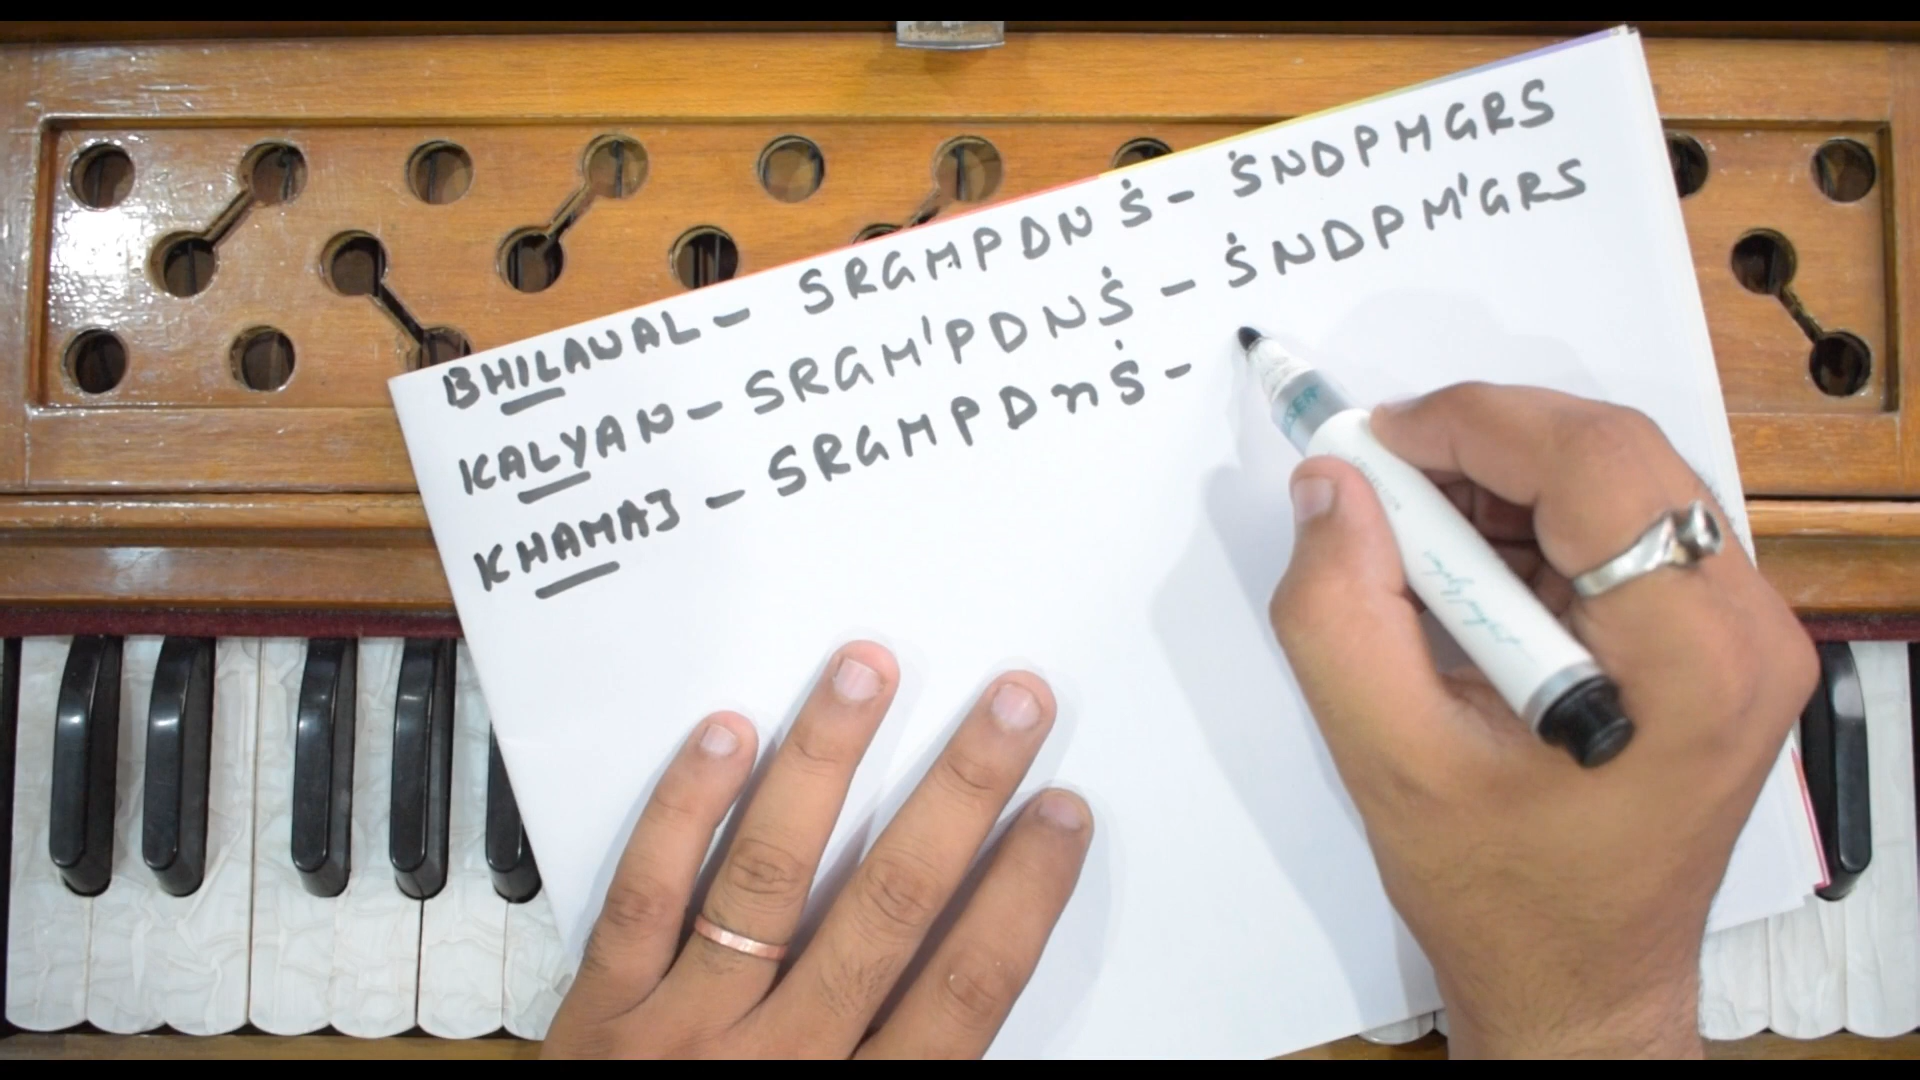 BHILAWAL - SRGMPDNṠ - ṠNDPMGRS
KALYAN - SRGM'PDNṠ - ṠNDPM'GRS
KHAMAJ - SRGMPDnṠ -